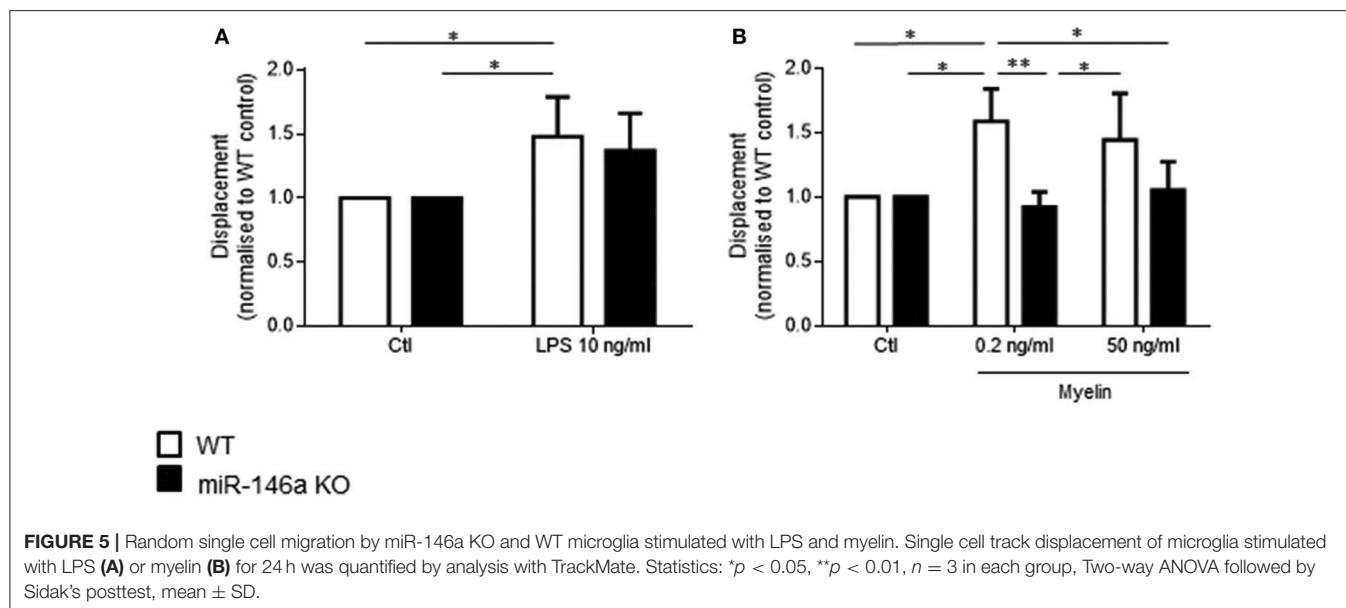 A
*
*
Displacement
(normalised to WT control)
2.0
1.5
1.0
0.5
0.0
Ctl
LPS 10 ng/ml
B
*
*
*
**
*
Displacement
(normalised to WT control)
2.0
1.5
1.0
0.5
0.0
Ctl
0.2 ng/ml
50 ng/ml
Myelin
WT
miR-146a KO
FIGURE 5 | Random single cell migration by miR-146a KO and WT microglia stimulated with LPS and myelin. Single cell track displacement of microglia stimulated
with LPS (A) or myelin (B) for 24 h was quantified by analysis with TrackMate. Statistics: *p < 0.05, **p < 0.01, n = 3 in each group, Two-way ANOVA followed by
Sidak's posttest, mean ± SD.